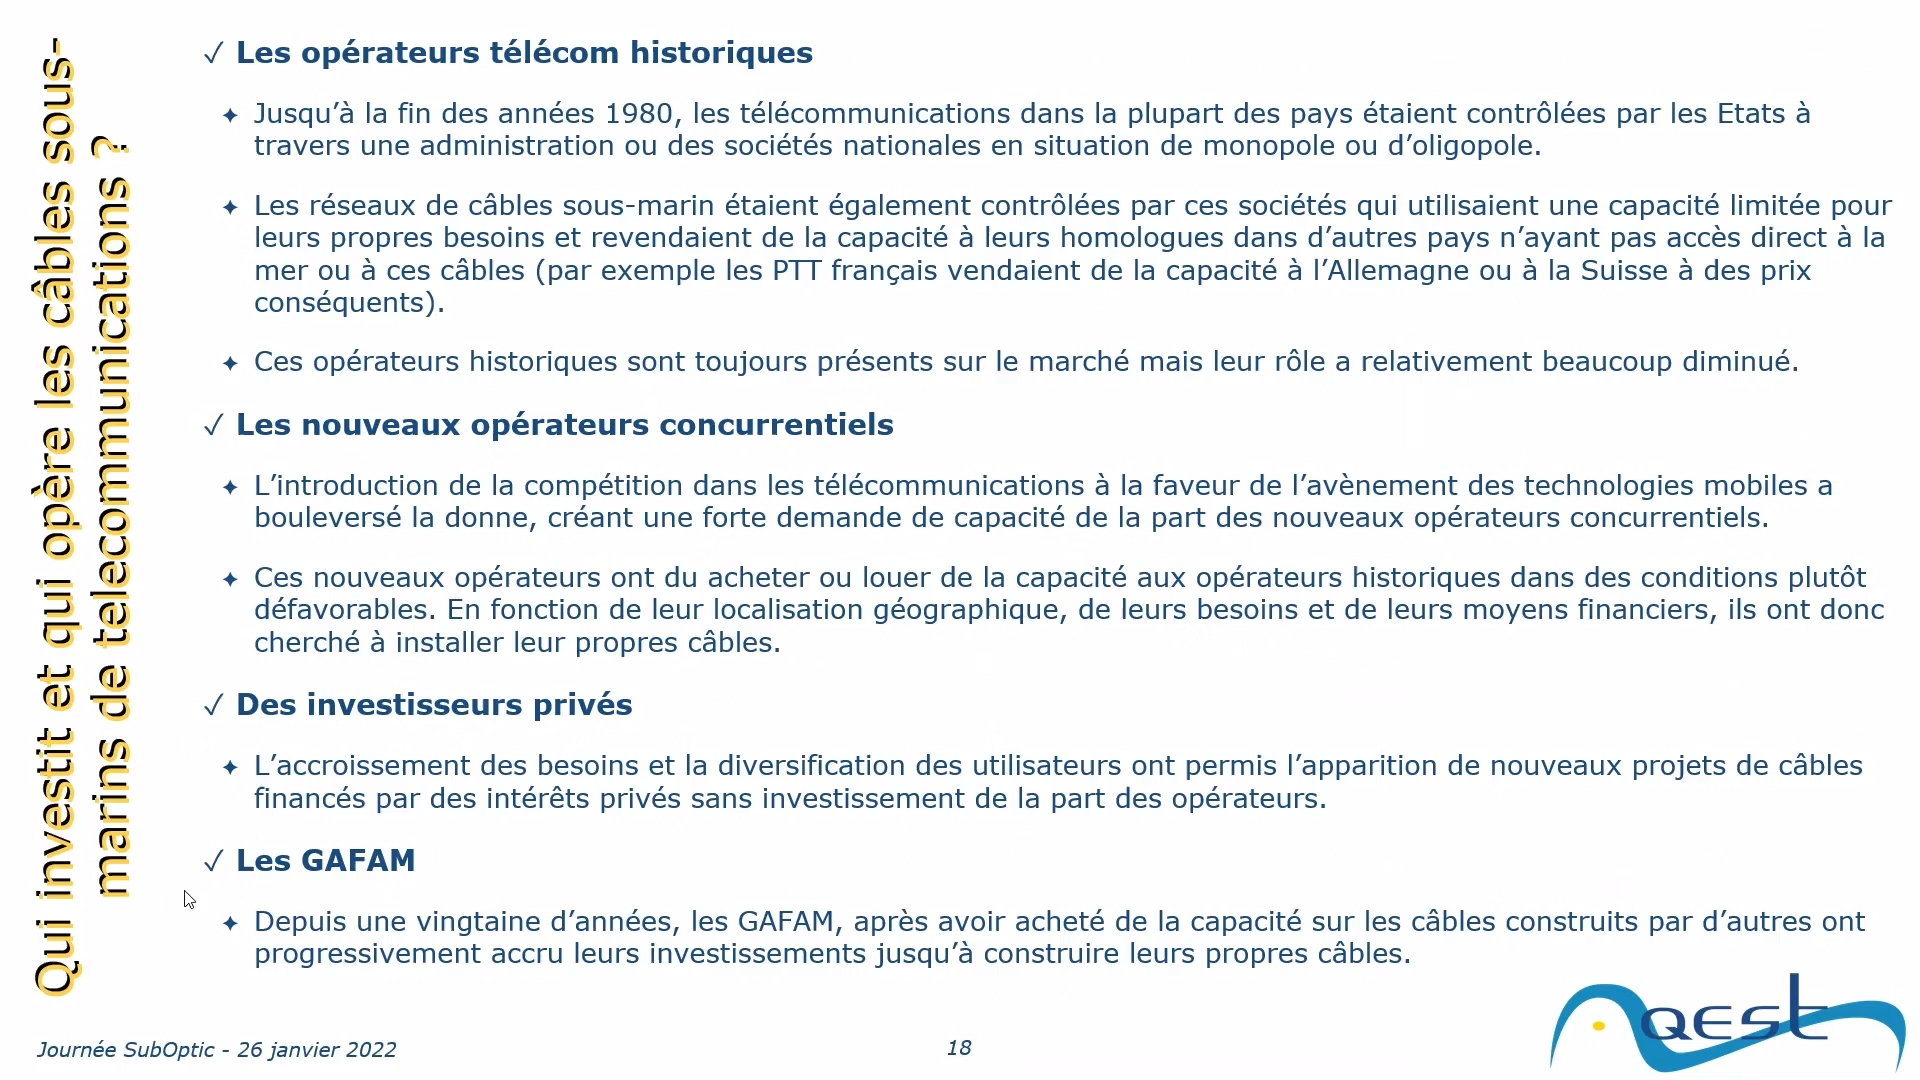 Qui investit et qui opère les câbles sous-
marins de telecommunications ?
✓ Les opérateurs télécom historiques
✦ Jusqu’à la fin des années 1980, les télécommunications dans la plupart des pays étaient contrôlées par les Etats à
travers une administration ou des sociétés nationales en situation de monopole ou d’oligopole.
✦ Les réseaux de câbles sous-marin étaient également contrôlées par ces sociétés qui utilisaient une capacité limitée pour
leurs propres besoins et revendaient de la capacité à leurs homologues dans d’autres pays n’ayant pas accès direct à la
mer ou à ces câbles (par exemple les PTT français vendaient de la capacité à l’Allemagne ou à la Suisse à des prix
conséquents).
✦ Ces opérateurs historiques sont toujours présents sur le marché mais leur rôle a relativement beaucoup diminué.
✓ Les nouveaux opérateurs concurrentiels
✦ L’introduction de la compétition dans les télécommunications à la faveur de l’avènement des technologies mobiles a
bouleversé la donne, créant une forte demande de capacité de la part des nouveaux opérateurs concurrentiels.
✦ Ces nouveaux opérateurs ont du acheter ou louer de la capacité aux opérateurs historiques dans des conditions plutôt
défavorables. En fonction de leur localisation géographique, de leurs besoins et de leurs moyens financiers, ils ont donc
cherché à installer leur propres câbles.
✓ Des investisseurs privés
✦ L’accroissement des besoins et la diversification des utilisateurs ont permis l’apparition de nouveaux projets de câbles
financés par des intérêts privés sans investissement de la part des opérateurs.
✓ Les GAFAM
✦ Depuis une vingtaine d’années, les GAFAM, après avoir acheté de la capacité sur les câbles construits par d’autres ont
progressivement accru leurs investissements jusqu’à construire leurs propres câbles.
Journée SubOptic - 26 janvier 2022
18
qest